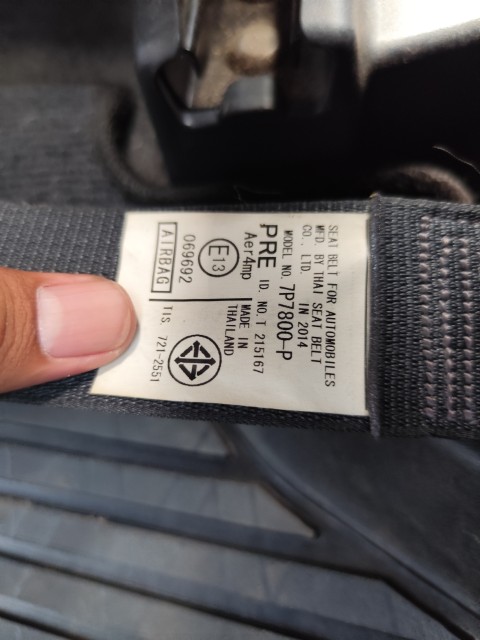 SEAT BELT FOR AUTOMOBILES
MFD. BY THAI SEAT BELT
CO., LTD. IN 2014
MODEL NO. 7P7800-P
PRE ID. NO. T 215167
Aer4mp
E13
069692
AIRBAG
MADE IN
THAILAND
TIS. 721-2551